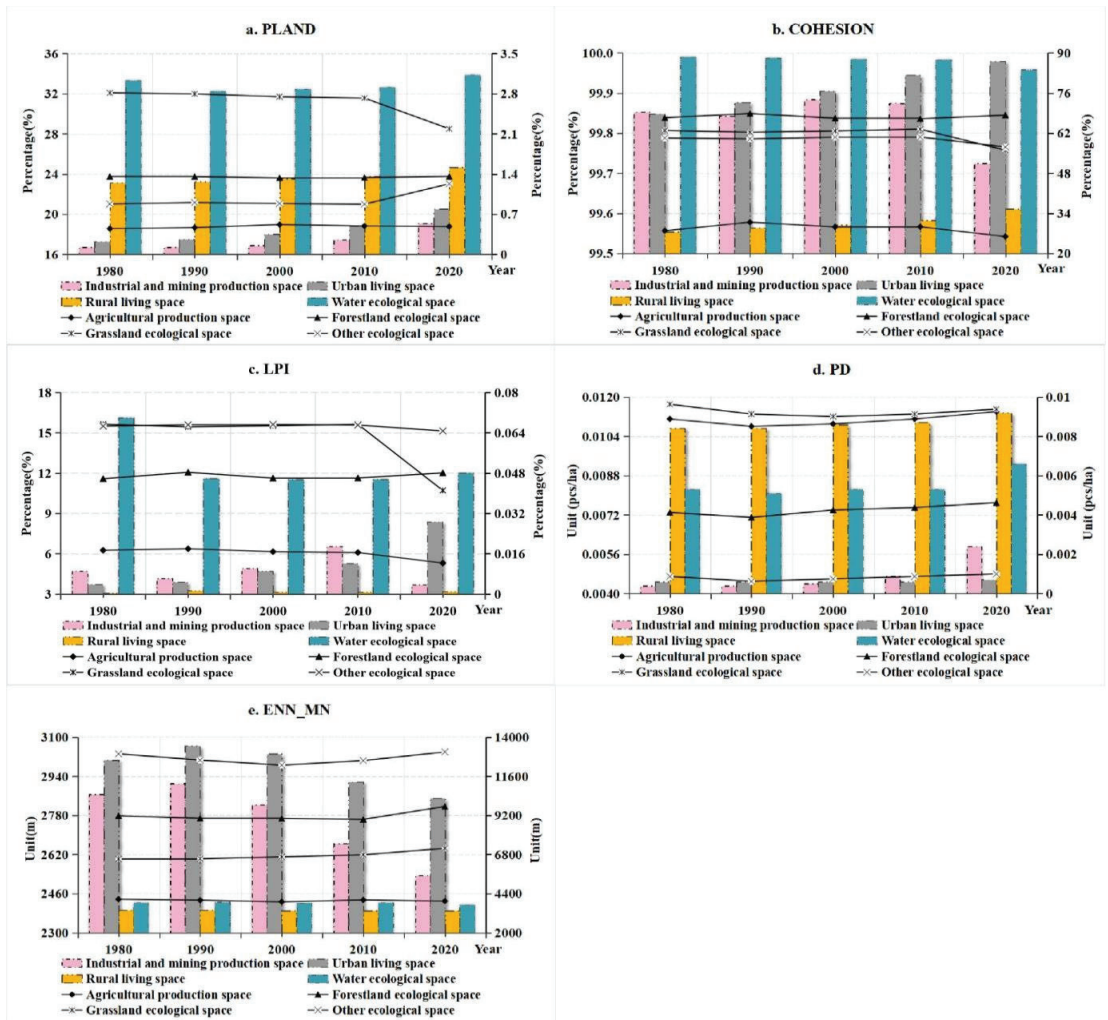 a. PLAND
Percentage(%)
36
32
28
24
20
16
3.5
2.8
2.1
1.4
0.7
0
Percentage(%)
1980 1990 2000 2010 2020 Year
Industrial and mining production space Urban living space
Rural living space Water ecological space
Agricultural production space Forestland ecological space
Grassland ecological space Other ecological space
b. COHESION
Percentage(%)
100.0
99.9
99.8
99.7
99.6
99.5
90
76
62
48
34
20
Percentage(%)
1980 1990 2000 2010 2020 Year
Industrial and mining production space Urban living space
Rural living space Water ecological space
Agricultural production space Forestland ecological space
Grassland ecological space Other ecological space
c. LPI
Percentage(%)
18
15
12
9
6
3
0.08
0.064
0.048
0.032
0.016
0
Percentage(%)
1980 1990 2000 2010 2020 Year
Industrial and mining production space Urban living space
Rural living space Water ecological space
Agricultural production space Forestland ecological space
Grassland ecological space Other ecological space
d. PD
Unit (pcs/ha)
0.0120
0.0104
0.0088
0.0072
0.0056
0.0040
0.01
0.008
0.006
0.004
0.002
0
Unit (pcs/ha)
1980 1990 2000 2010 2020 Year
Industrial and mining production space Urban living space
Rural living space Water ecological space
Agricultural production space Forestland ecological space
Grassland ecological space Other ecological space
e. ENN_MN
Unit(m)
3100
2940
2780
2620
2460
2300
14000
11600
9200
6800
4400
2000
Unit(m)
1980 1990 2000 2010 2020 Year
Industrial and mining production space Urban living space
Rural living space Water ecological space
Agricultural production space Forestland ecological space
Grassland ecological space Other ecological space